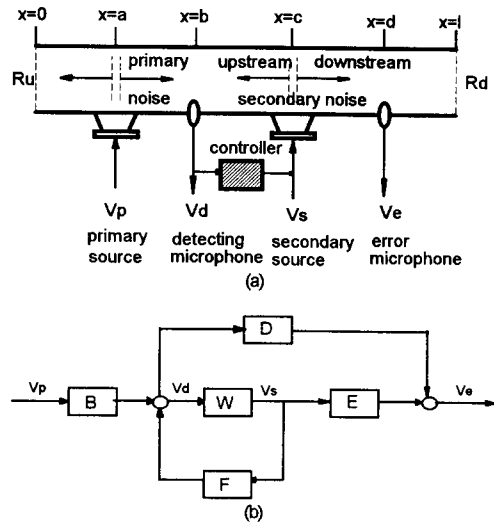 x=0 x=a x=b x=c x=d x=l
primary upstream downstream
Ru Rd
noise secondary noise
controller
Vp Vd Vs Ve
primary detecting secondary error
source microphone source microphone
(a)
D
Vp B Vd W Vs E Ve
F
(b)